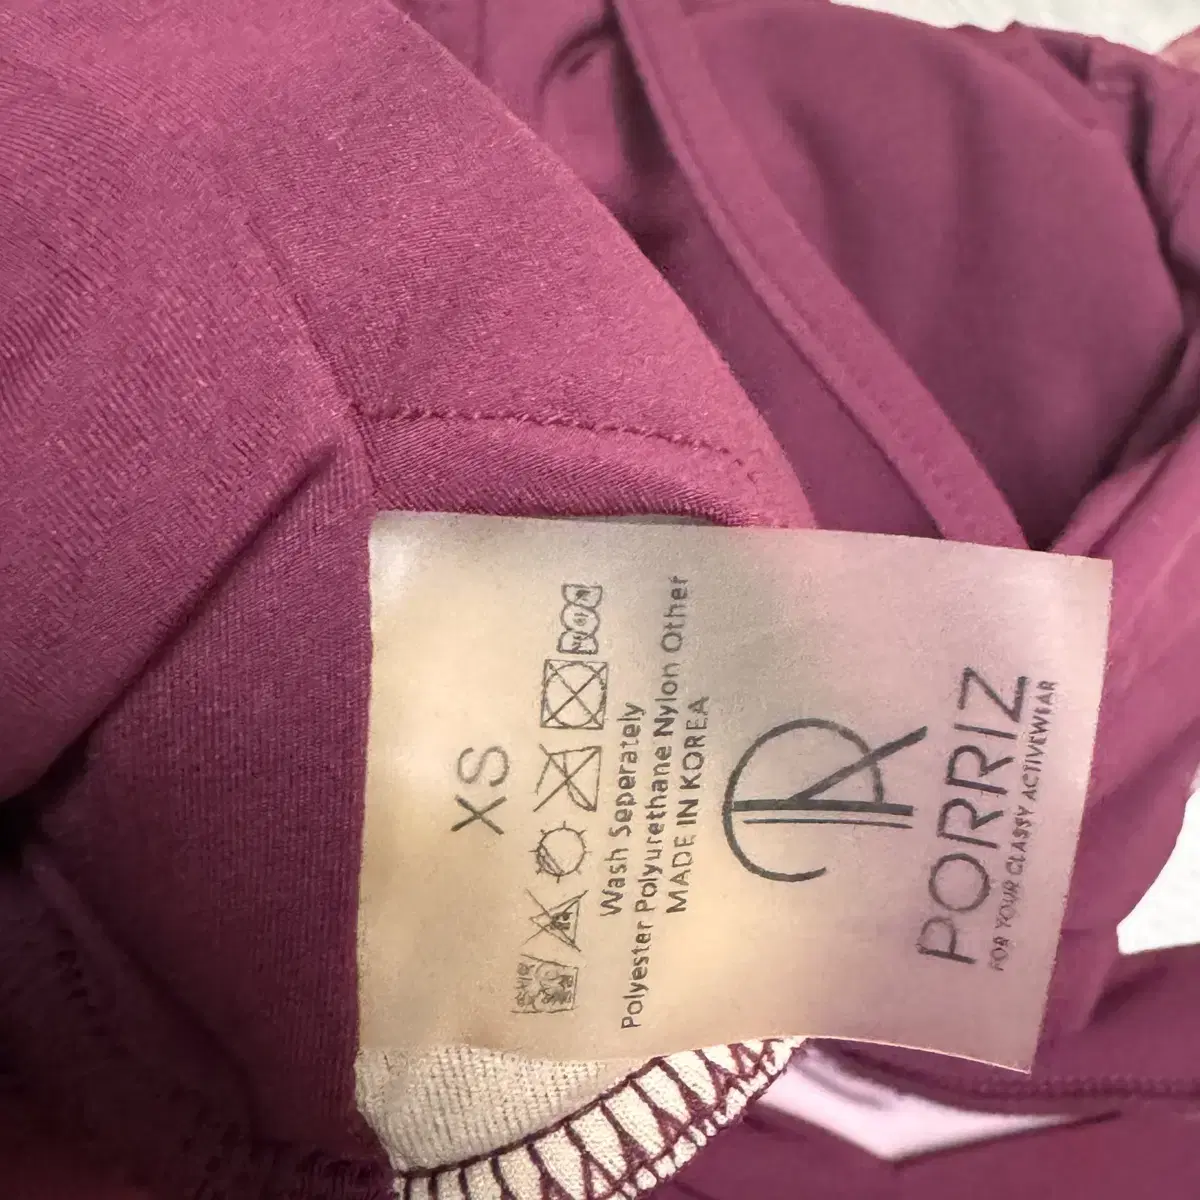 XS
Wash Seperately
Polyester Polyurethane Nylon Other
MADE IN KOREA
PORRIZ
FOR YOUR CLASSY ACTIVEWEAR